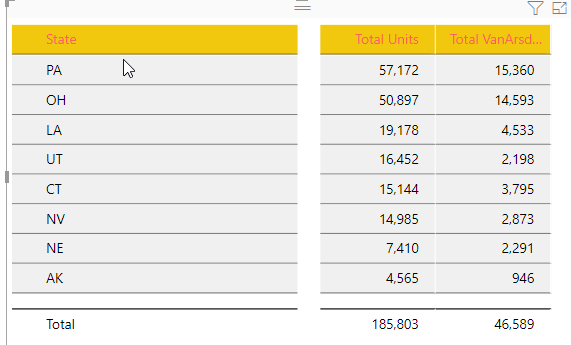 State Total Units Total VanArsd...
PA 57,172 15,360
OH 50,897 14,593
LA 19,178 4,533
UT 16,452 2,198
CT 15,144 3,795
NV 14,985 2,873
NE 7,410 2,291
AK 4,565 946
Total 185,803 46,589